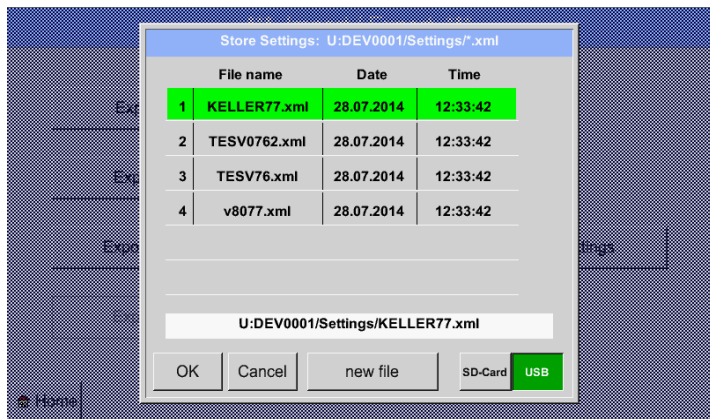 Store Settings: U:DEV0001/Settings/*.xml
File name Date Time
1 KELLER77.xml 28.07.2014 12:33:42
2 TESV0762.xml 28.07.2014 12:33:42
3 TESV76.xml 28.07.2014 12:33:42
4 v8077.xml 28.07.2014 12:33:42
U:DEV0001/Settings/KELLER77.xml
OK Cancel new file SD-Card USB
Home